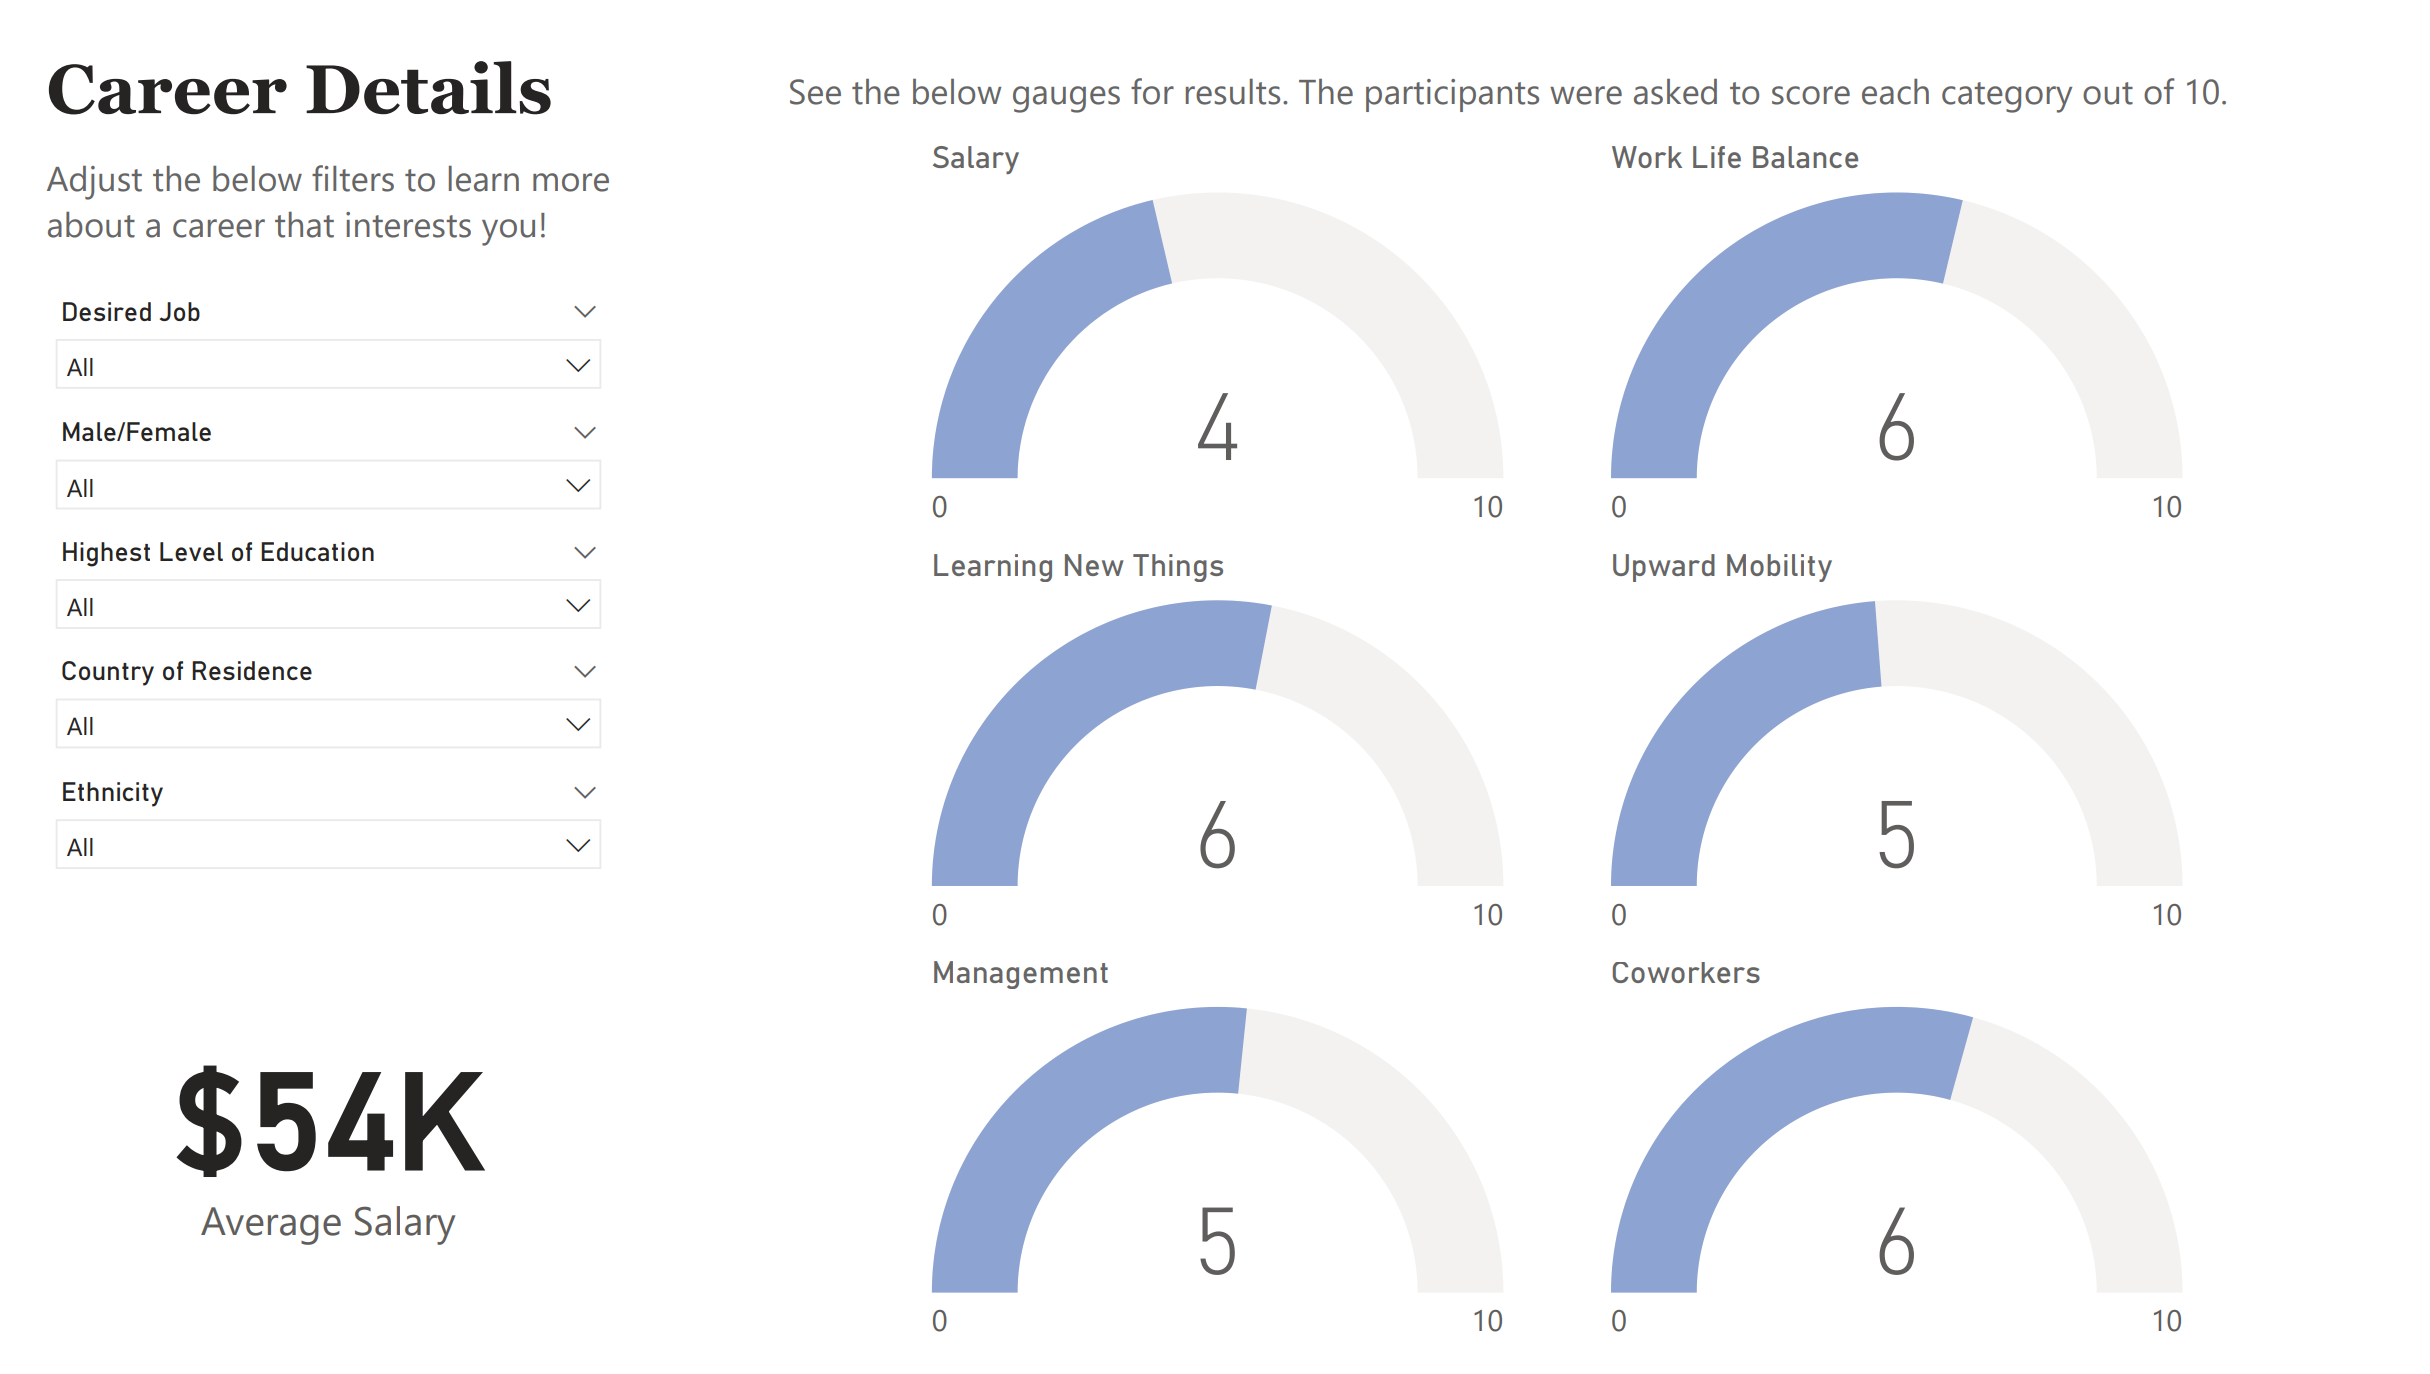 Career Details
Adjust the below filters to learn more
about a career that interests you!
Desired Job
All
Male/Female
All
Highest Level of Education
All
Country of Residence
All
Ethnicity
All
$54K
Average Salary
See the below gauges for results. The participants were asked to score each category out of 10.
Salary
4
0 10
Work Life Balance
6
0 10
Learning New Things
6
0 10
Upward Mobility
5
0 10
Management
5
0 10
Coworkers
6
0 10